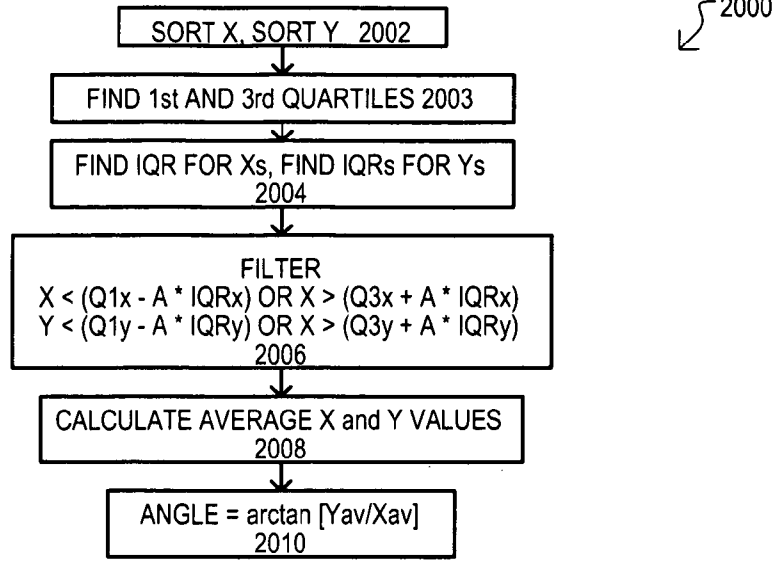 2000
SORT X, SORT Y 2002
FIND 1st AND 3rd QUARTILES 2003
FIND IQR FOR Xs, FIND IQRs FOR Ys
2004
FILTER
X < (Q1x - A * IQRx) OR X > (Q3x + A * IQRx)
Y < (Q1y - A * IQRy) OR X > (Q3y + A * IQRy)
2006
CALCULATE AVERAGE X and Y VALUES
2008
ANGLE = arctan [Yav/Xav]
2010